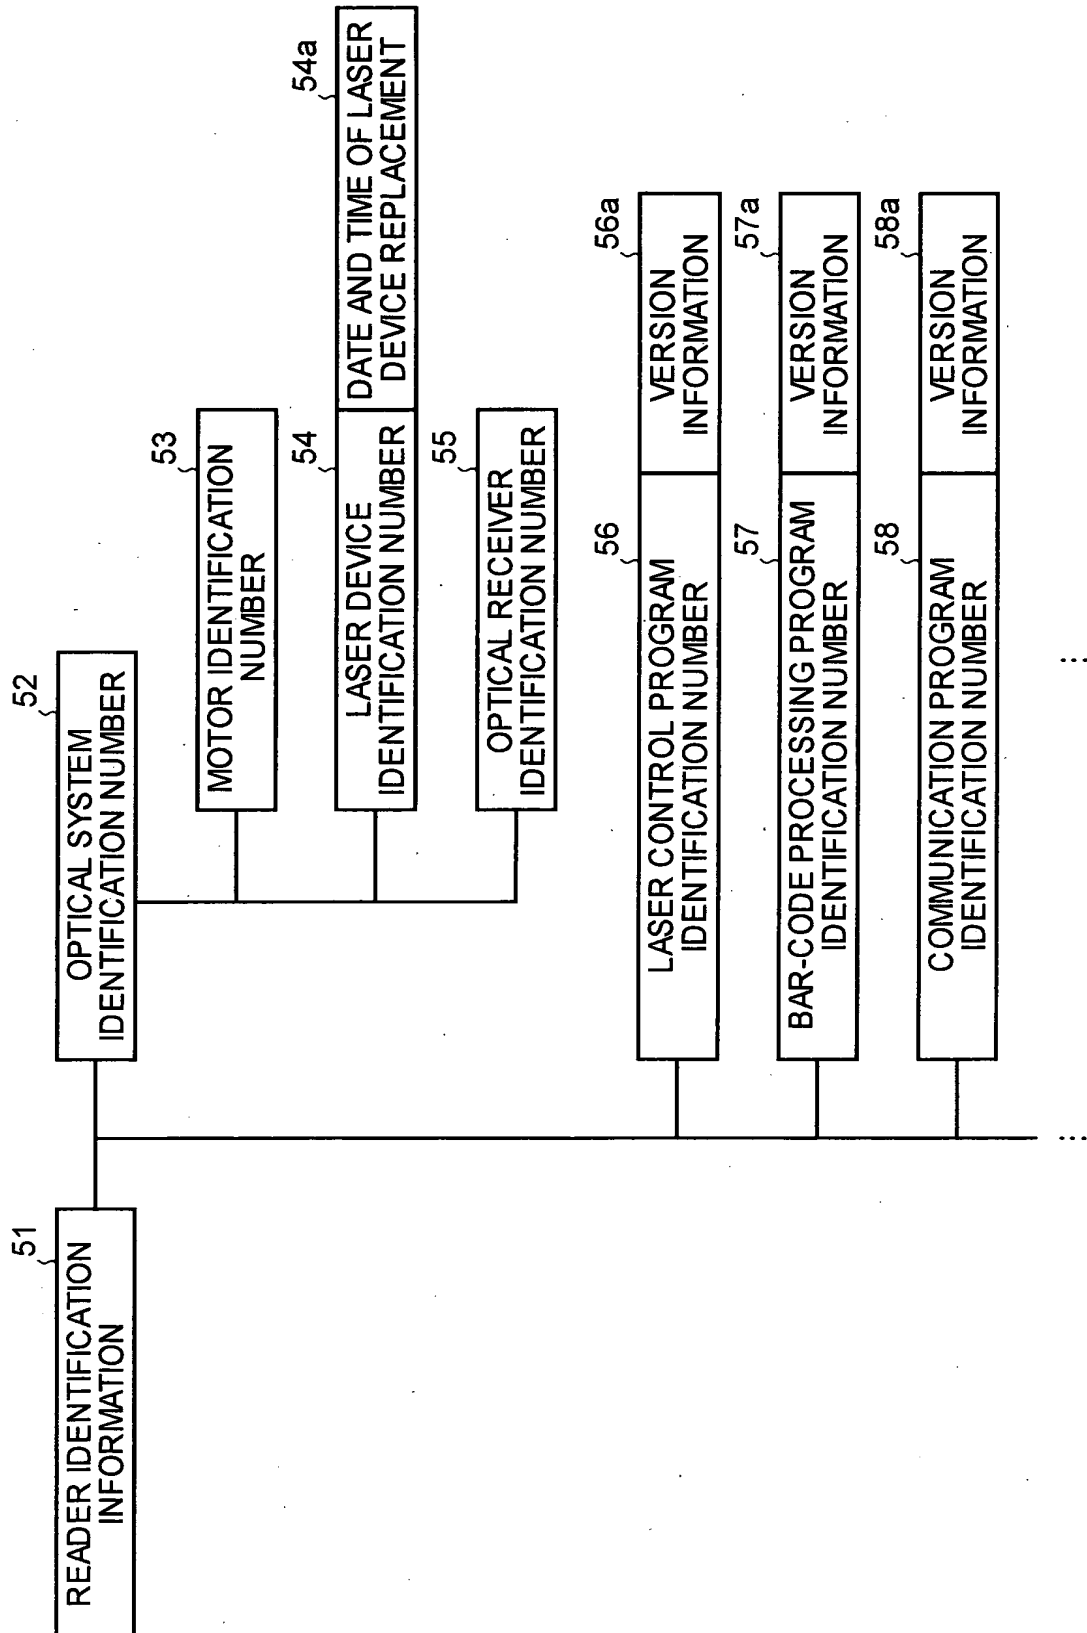 51
READER IDENTIFICATION
INFORMATION
52
OPTICAL SYSTEM
IDENTIFICATION NUMBER
53
MOTOR IDENTIFICATION
NUMBER
54
LASER DEVICE
IDENTIFICATION NUMBER
54a
DATE AND TIME OF LASER
DEVICE REPLACEMENT
55
OPTICAL RECEIVER
IDENTIFICATION NUMBER
56
LASER CONTROL PROGRAM
IDENTIFICATION NUMBER
56a
VERSION
INFORMATION
57
BAR-CODE PROCESSING PROGRAM
IDENTIFICATION NUMBER
57a
VERSION
INFORMATION
58
COMMUNICATION PROGRAM
IDENTIFICATION NUMBER
58a
VERSION
INFORMATION
...
...